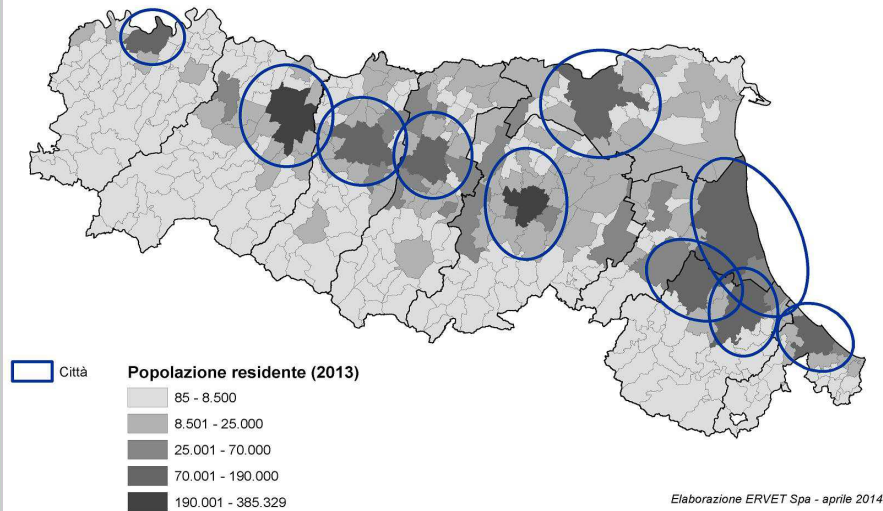 Città
Popolazione residente (2013)
85 - 8.500
8.501 - 25.000
25.001 - 70.000
70.001 - 190.000
190.001 - 385.329
Elaborazione ERVET Spa - aprile 2014